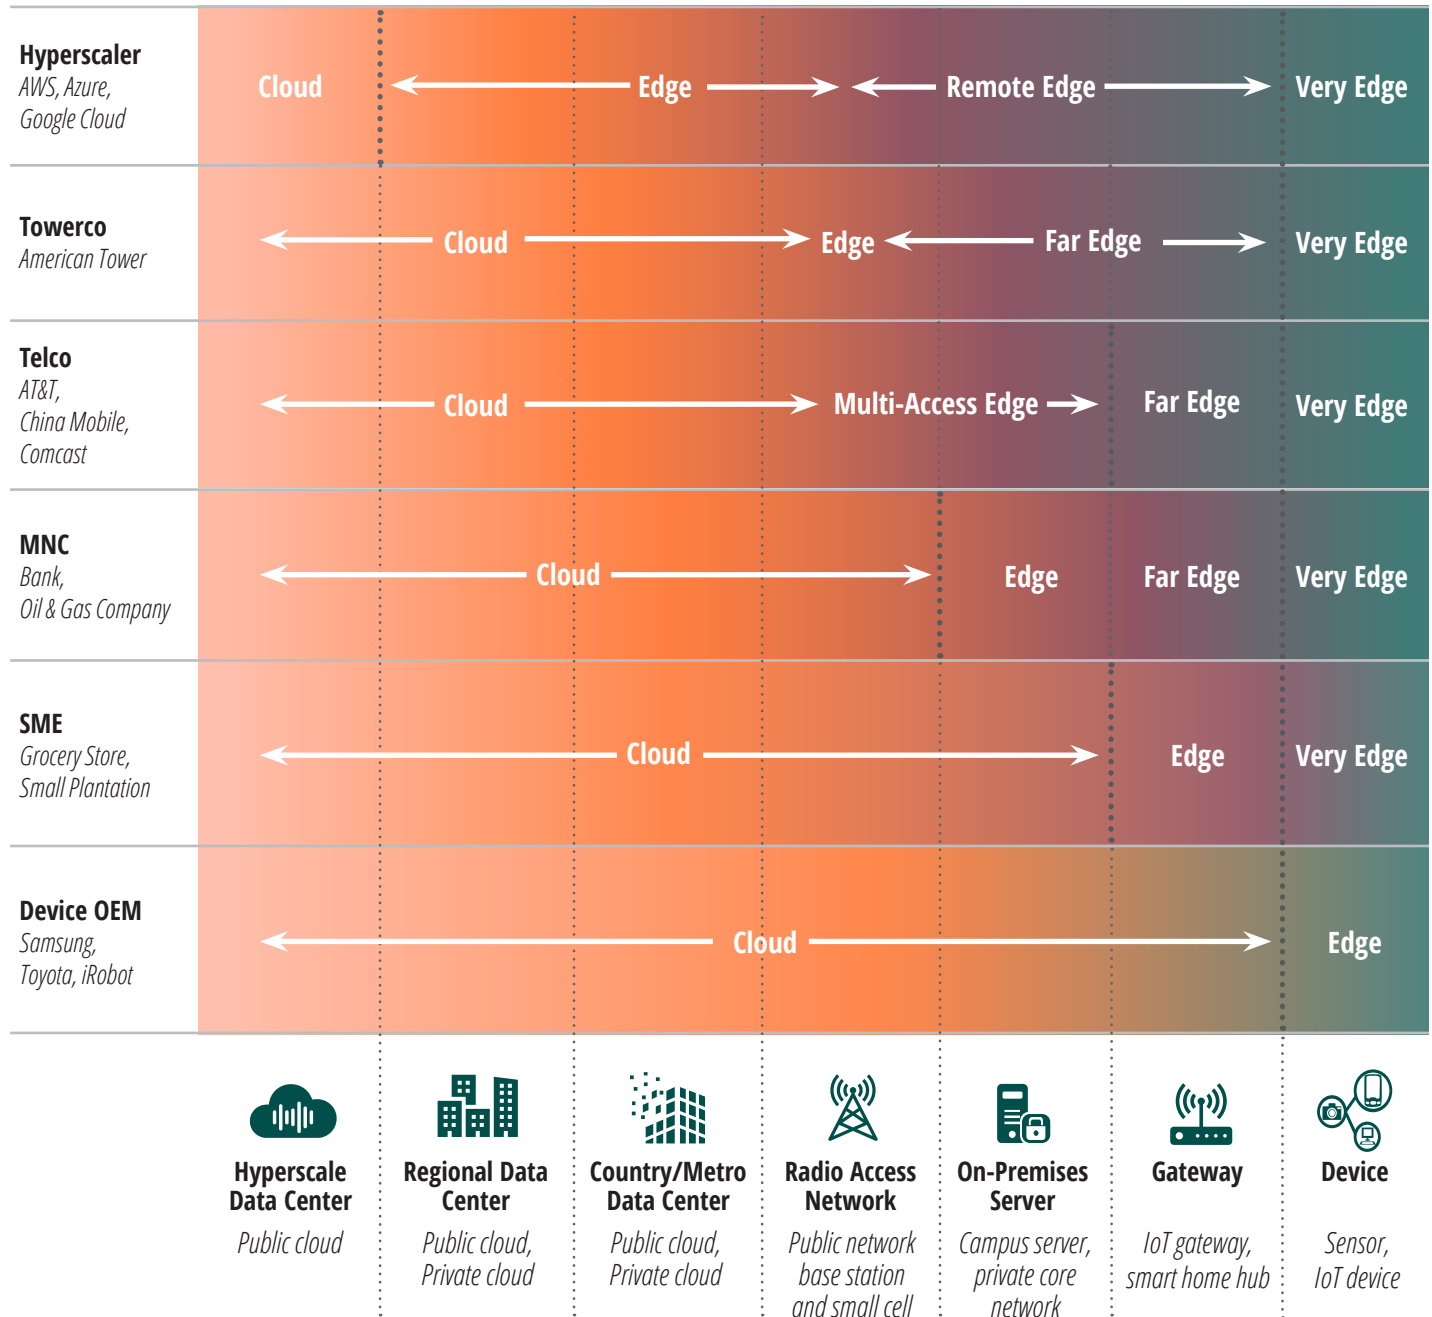 Hyperscaler
AWS, Azure,
Google Cloud
Cloud
Edge
Remote Edge
Very Edge
Towerco
American Tower
Cloud
Edge
Far Edge
Very Edge
Telco
AT&T,
China Mobile,
Comcast
Cloud
Multi-Access Edge
Far Edge
Very Edge
MNC
Bank,
Oil & Gas Company
Cloud
Edge
Far Edge
Very Edge
SME
Grocery Store,
Small Plantation
Cloud
Edge
Very Edge
Device OEM
Samsung,
Toyota, iRobot
Cloud
Edge
Hyperscale
Data Center
Public cloud
Regional Data
Center
Public cloud,
Private cloud
Country/Metro
Data Center
Public cloud,
Private cloud
Radio Access
Network
Public network
base station
and small cell
On-Premises
Server
Campus server,
private core
network
Gateway
IoT gateway,
smart home hub
Device
Sensor,
IoT device